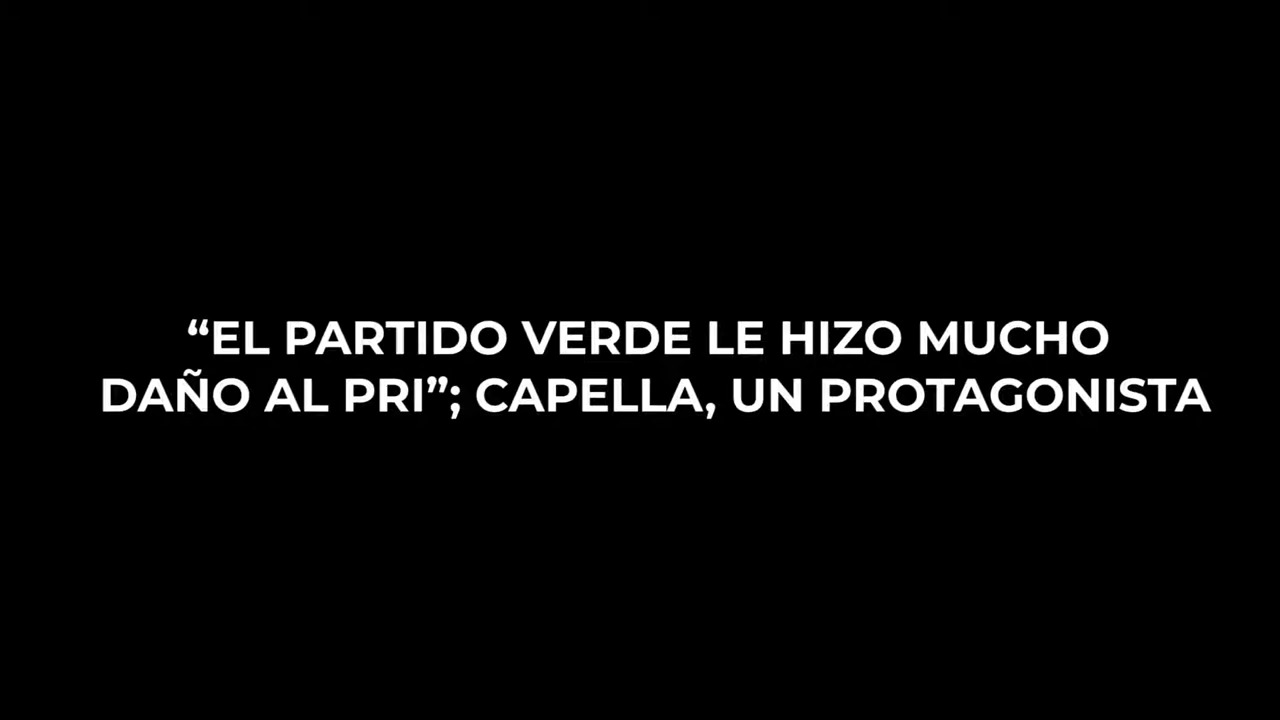 “EL PARTIDO VERDE LE HIZO MUCHO
DAÑO AL PRI”; CAPELLA, UN PROTAGONISTA